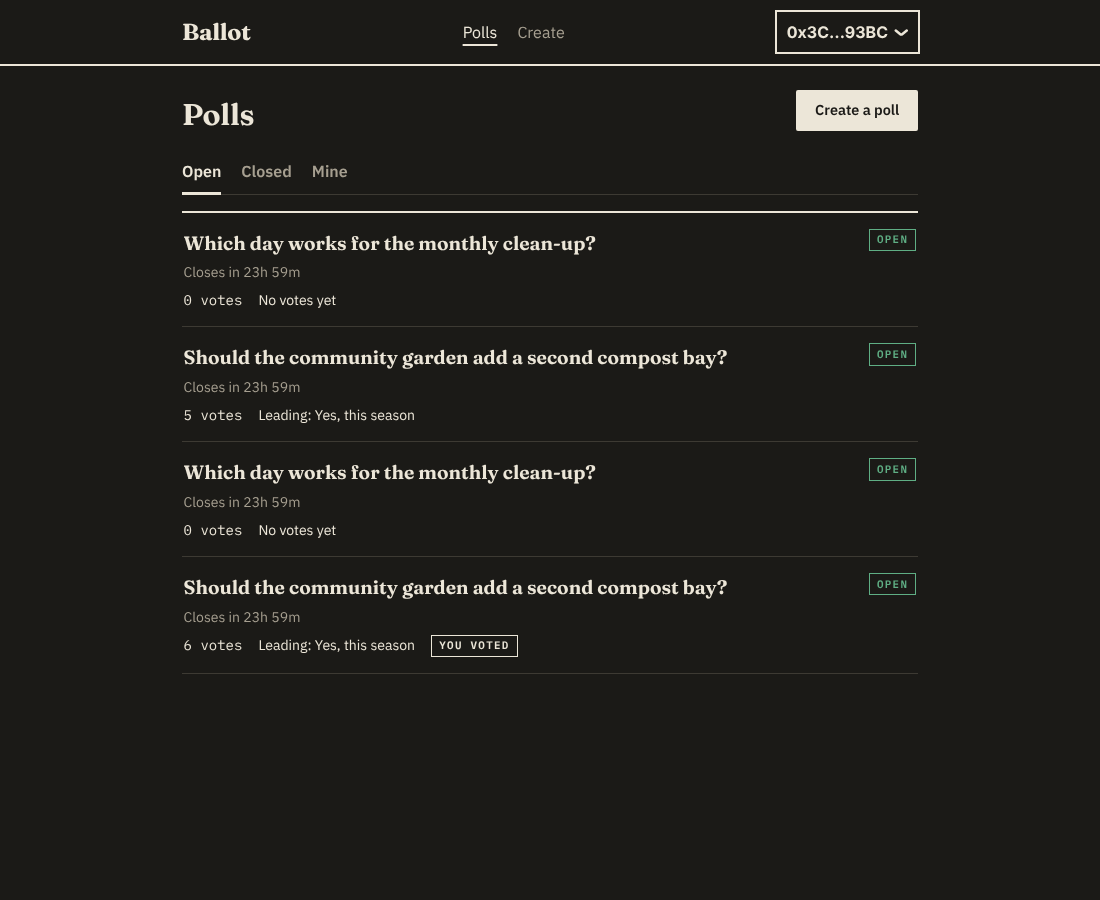 Ballot Polls Create 0x3C...93BC
Polls Create a poll
Open Closed Mine
Which day works for the monthly clean-up? OPEN
Closes in 23h 59m
0 votes No votes yet
Should the community garden add a second compost bay? OPEN
Closes in 23h 59m
5 votes Leading: Yes, this season
Which day works for the monthly clean-up? OPEN
Closes in 23h 59m
0 votes No votes yet
Should the community garden add a second compost bay? OPEN
Closes in 23h 59m
6 votes Leading: Yes, this season YOU VOTED